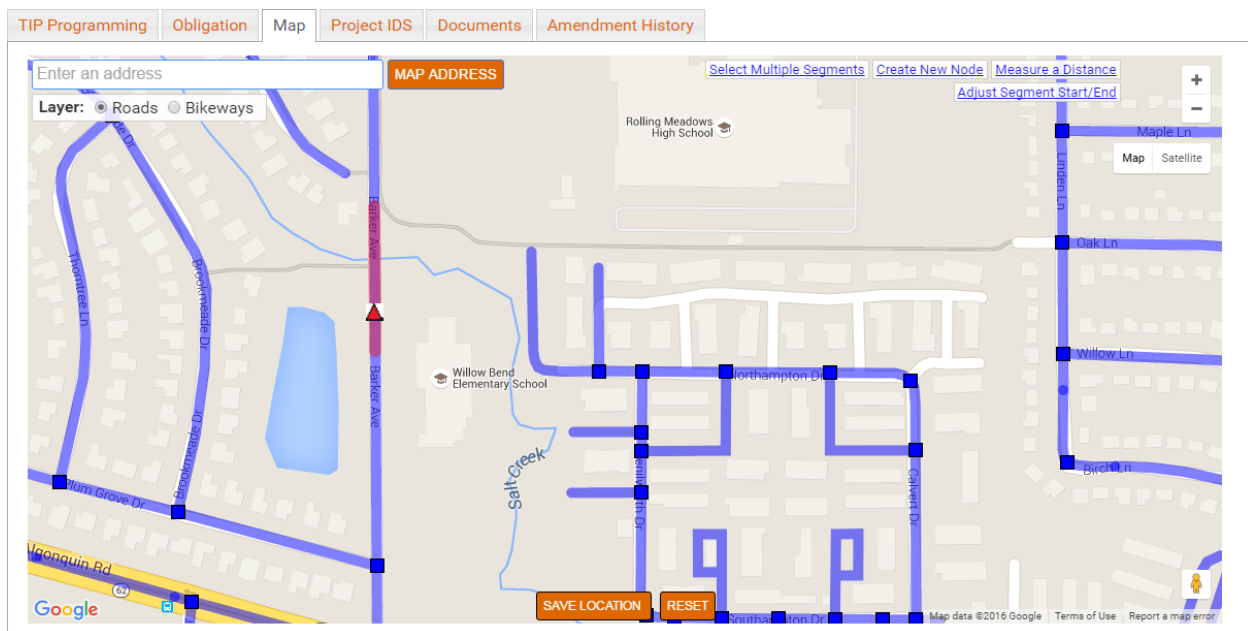 TIP Programming
Obligation
Map
Project IDS
Documents
Amendment History
Enter an address
MAP ADDRESS
Select Multiple Segments
Create New Node
Measure a Distance
Adjust Segment Start/End
Layer:
Roads
Bikeways
+
−
Map
Satellite
Rolling Meadows
High School
Maple Ln
Linden Ln
Oak Ln
Barker Ave
Thorntree Ln
Brookmeade Dr
Willow Ln
Willow Bend
Elementary School
Northampton Dr
Barker Ave
Brookmeade Dr
Salt Creek
Calvert Dr
Birch Ln
Plum Grove Dr
Algonquin Rd
62
Google
SAVE LOCATION
RESET
Southampton Dr
Map data ©2016 Google
Terms of Use
Report a map error